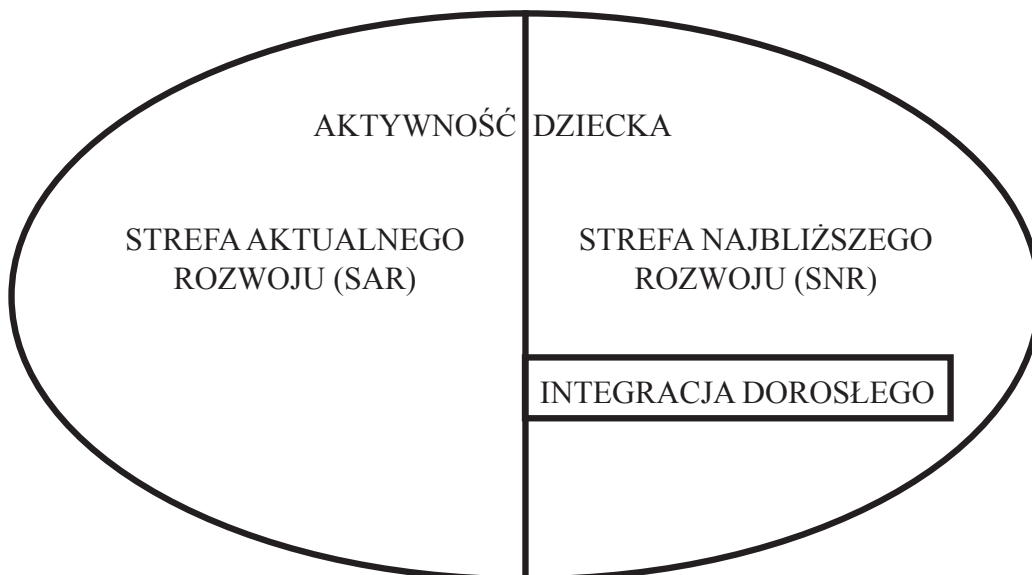 AKTYWNOŚĆ DZIECKA
STREFA AKTUALNEGO
ROZWOJU (SAR)
STREFA NAJBLIŻSZEGO
ROZWOJU (SNR)
INTEGRACJA DOROSŁEGO